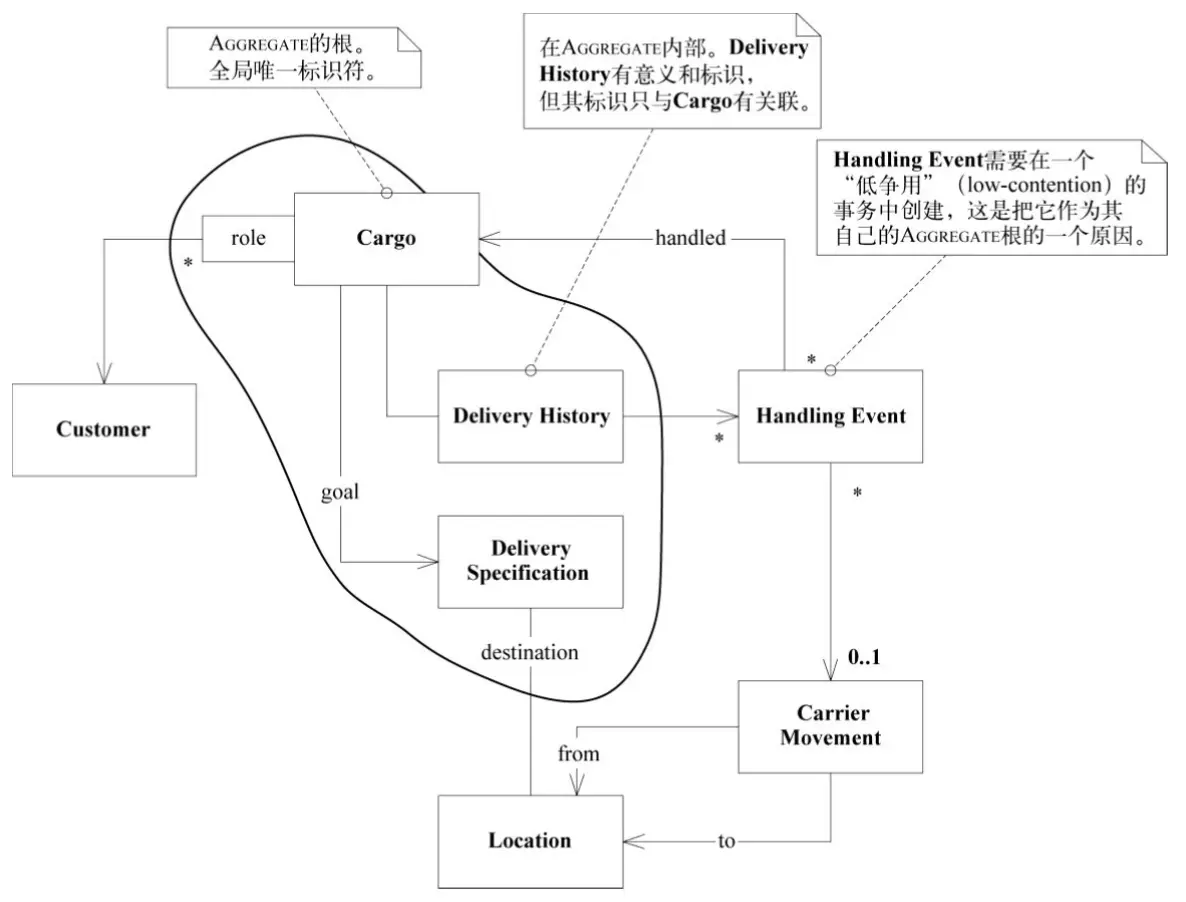 AGGREGATE的根。
全局唯一标识符。
在AGGREGATE内部。Delivery
History有意义和标识，
但其标识只与Cargo有关联。
Handling Event需要在一个
“低争用”（low-contention）的
事务中创建，这是把它作为其
自己的AGGREGATE根的一个原因。
role
Cargo
handled
*
*
Customer
Delivery History
*
Handling Event
goal
*
Delivery
Specification
destination
0..1
Carrier
Movement
from
Location
to